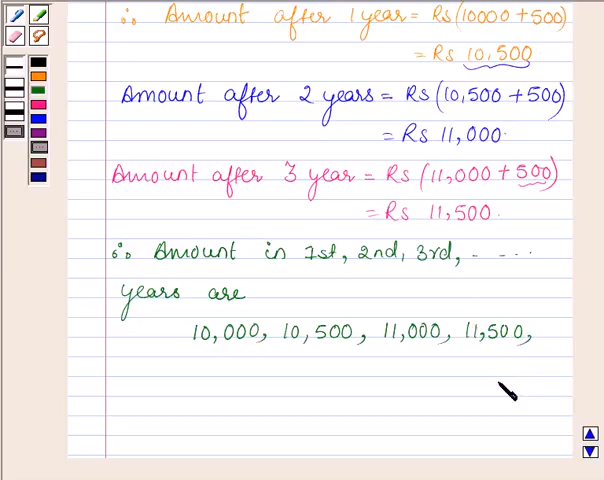 ∴ Amount after 1 year = Rs (10000 + 500)
= Rs 10,500
Amount after 2 years = Rs (10,500 + 500)
= Rs 11,000.
Amount after 3 year = Rs (11,000 + 500)
= Rs 11,500.
∴ Amount in 1st, 2nd, 3rd, - - ...
years are
10,000, 10,500, 11,000, 11,500,